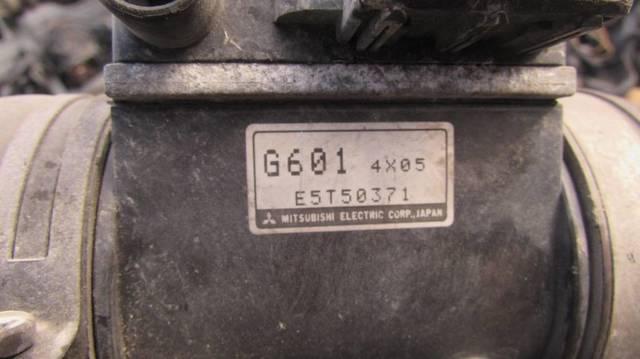 G601 4X05
E5T50371
MITSUBISHI ELECTRIC CORP., JAPAN